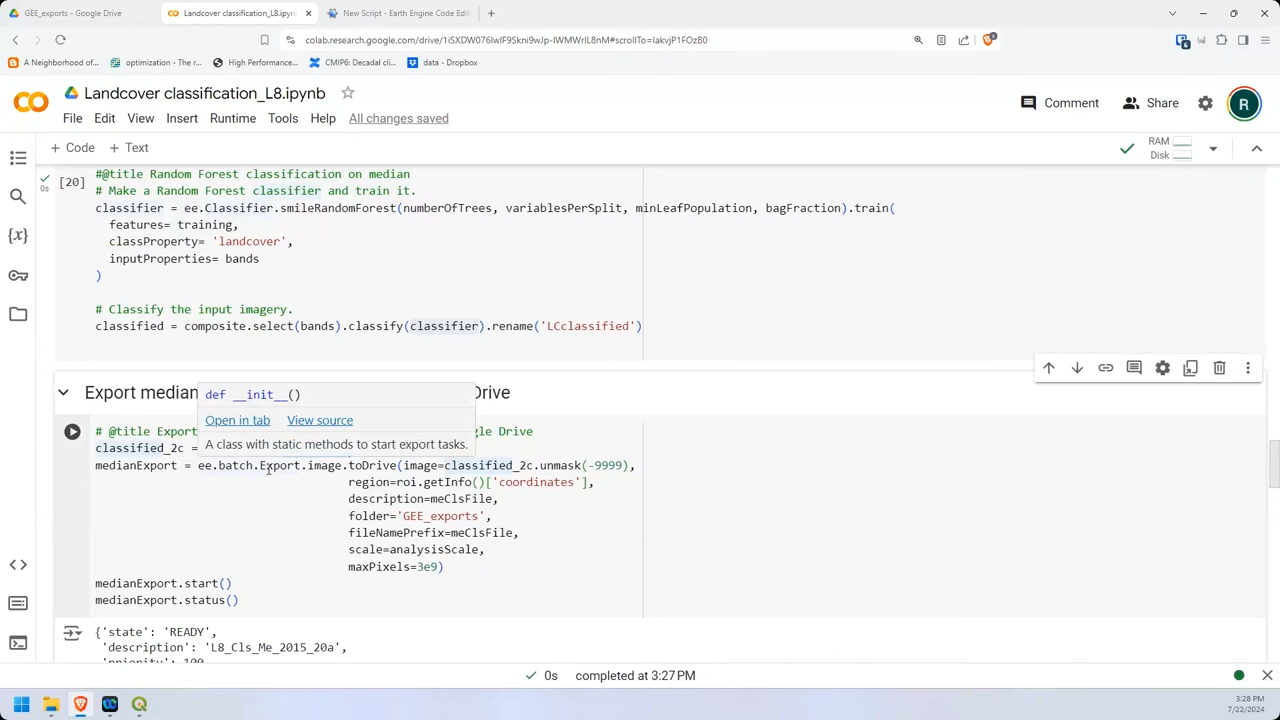 GEE_exports - Google Drive
Landcover classification_L8.ipynb
New Script - Earth Engine Code Edit
colab.research.google.com/drive/1iSXDW076IwIF9Skni9wJp-IWMWrlL8nM#scrollTo=IakvjP1FOzB0
A Neighborhood of...
optimization - The r...
High Performance...
CMIP6: Decadal cli...
data - Dropbox
Landcover classification_L8.ipynb
Comment
Share
R
File Edit View Insert Runtime Tools Help All changes saved
+ Code + Text
RAM
Disk
[20]
0s
#@title Random Forest classification on median
# Make a Random Forest classifier and train it.
classifier = ee.Classifier.smileRandomForest(numberOfTrees, variablesPerSplit, minLeafPopulation, bagFraction).train(
features= training,
classProperty= 'landcover',
inputProperties= bands
)
# Classify the input imagery.
classified = composite.select(bands).classify(classifier).rename('LCclassified')
Export median
Drive
def __init__()
Open in tab View source
A class with static methods to start export tasks.
# @title Export
gle Drive
classified_2c =
medianExport = ee.batch.Export.image.toDrive(image=classified_2c.unmask(-9999),
region=roi.getInfo()['coordinates'],
description=meClsFile,
folder='GEE_exports',
fileNamePrefix=meClsFile,
scale=analysisScale,
maxPixels=3e9)
medianExport.start()
medianExport.status()
{'state': 'READY',
'description': 'L8_Cls_Me_2015_20a',
'priority': 100
0s completed at 3:27PM
3:28 PM
7/22/2024